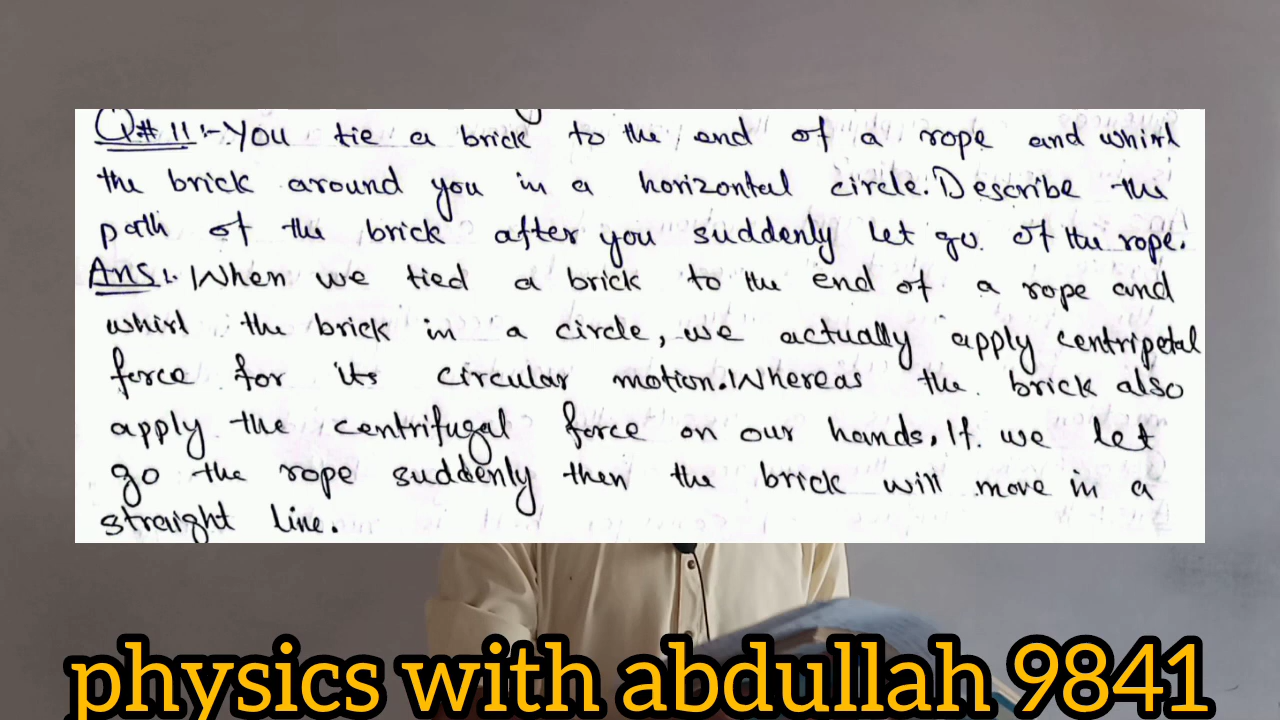 Q# 11:- You tie a brick to the end of a rope and whirl
the brick around you in a horizontal circle. Describe the
path of the brick after you suddenly let go of the rope.
Ans:. When we tied a brick to the end of a rope and
whirl the brick in a circle, we actually apply centripetal
force for its circular motion. Whereas the brick also
apply the centrifugal force on our hands, If we let
go the rope suddenly then the brick will move in a
straight line.
physics with abdullah 9841